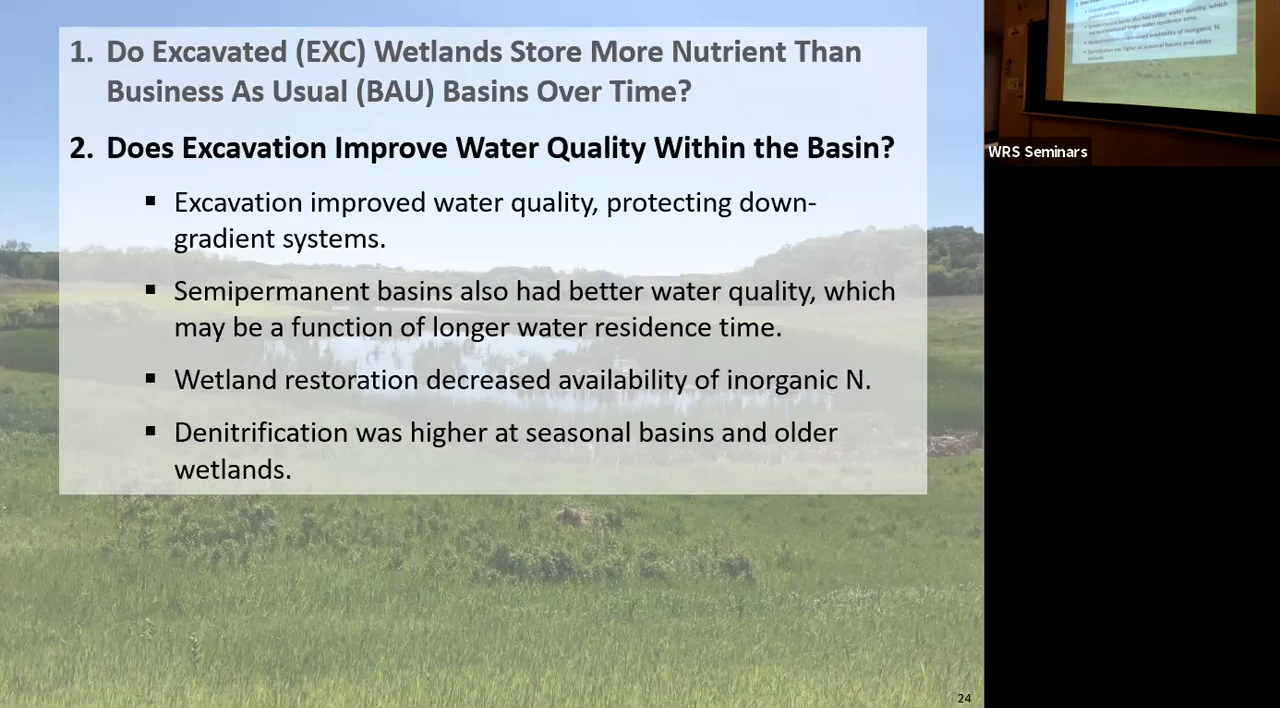 1. Do Excavated (EXC) Wetlands Store More Nutrient Than
Business As Usual (BAU) Basins Over Time?
2. Does Excavation Improve Water Quality Within the Basin?
▪ Excavation improved water quality, protecting down-
gradient systems.
▪ Semipermanent basins also had better water quality, which
may be a function of longer water residence time.
▪ Wetland restoration decreased availability of inorganic N.
▪ Denitrification was higher at seasonal basins and older
wetlands.
24
WRS Seminars